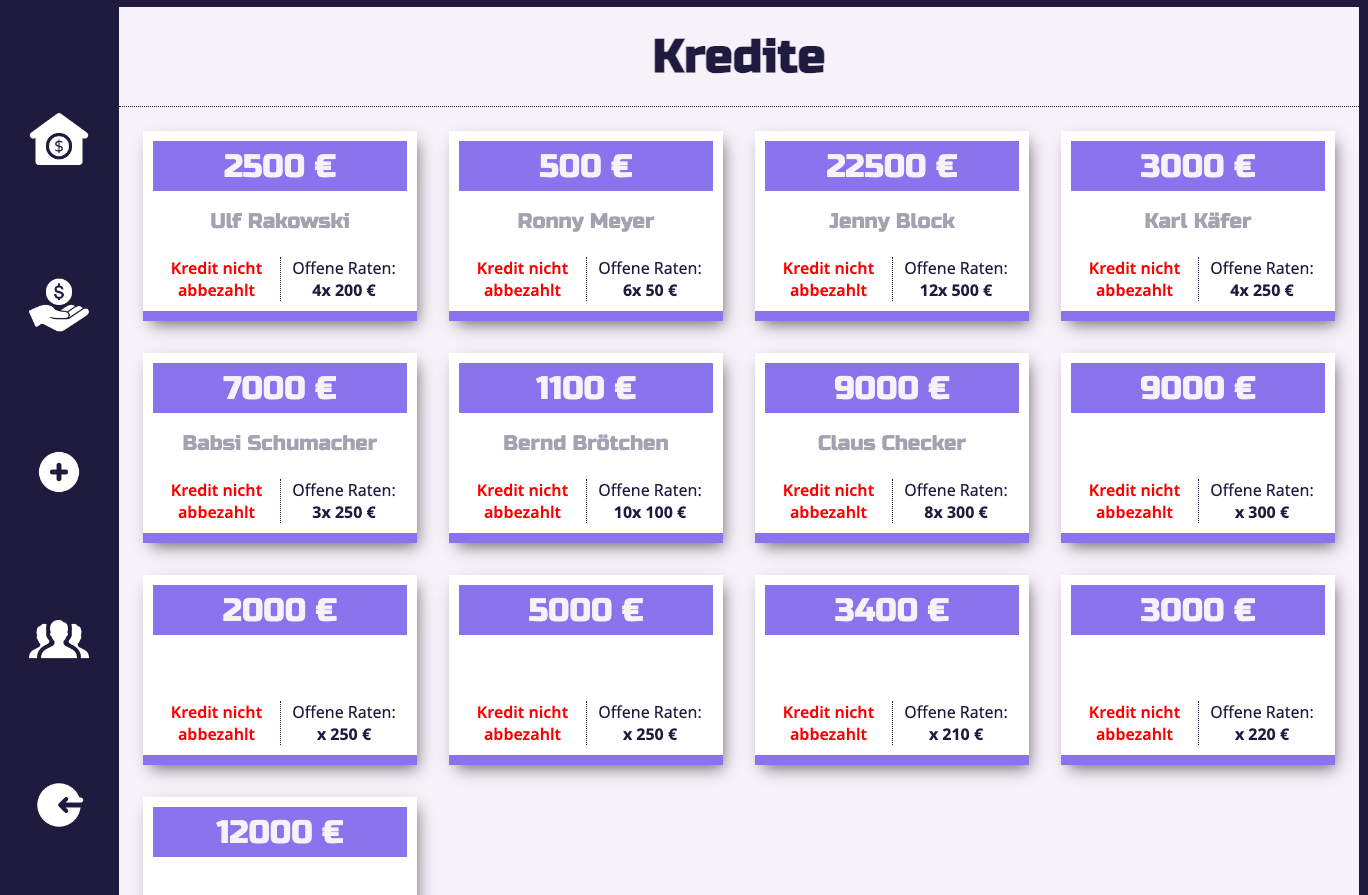 Kredite
2500 €
Ulf Rakowski
Kredit nicht
abbezahlt
Offene Raten:
4x 200 €
500 €
Ronny Meyer
Kredit nicht
abbezahlt
Offene Raten:
6x 50 €
22500 €
Jenny Block
Kredit nicht
abbezahlt
Offene Raten:
12x 500 €
3000 €
Karl Käfer
Kredit nicht
abbezahlt
Offene Raten:
4x 250 €
7000 €
Babsi Schumacher
Kredit nicht
abbezahlt
Offene Raten:
3x 250 €
1100 €
Bernd Brötchen
Kredit nicht
abbezahlt
Offene Raten:
10x 100 €
9000 €
Claus Checker
Kredit nicht
abbezahlt
Offene Raten:
8x 300 €
9000 €
Kredit nicht
abbezahlt
Offene Raten:
x 300 €
2000 €
Kredit nicht
abbezahlt
Offene Raten:
x 250 €
5000 €
Kredit nicht
abbezahlt
Offene Raten:
x 250 €
3400 €
Kredit nicht
abbezahlt
Offene Raten:
x 210 €
3000 €
Kredit nicht
abbezahlt
Offene Raten:
x 220 €
12000 €